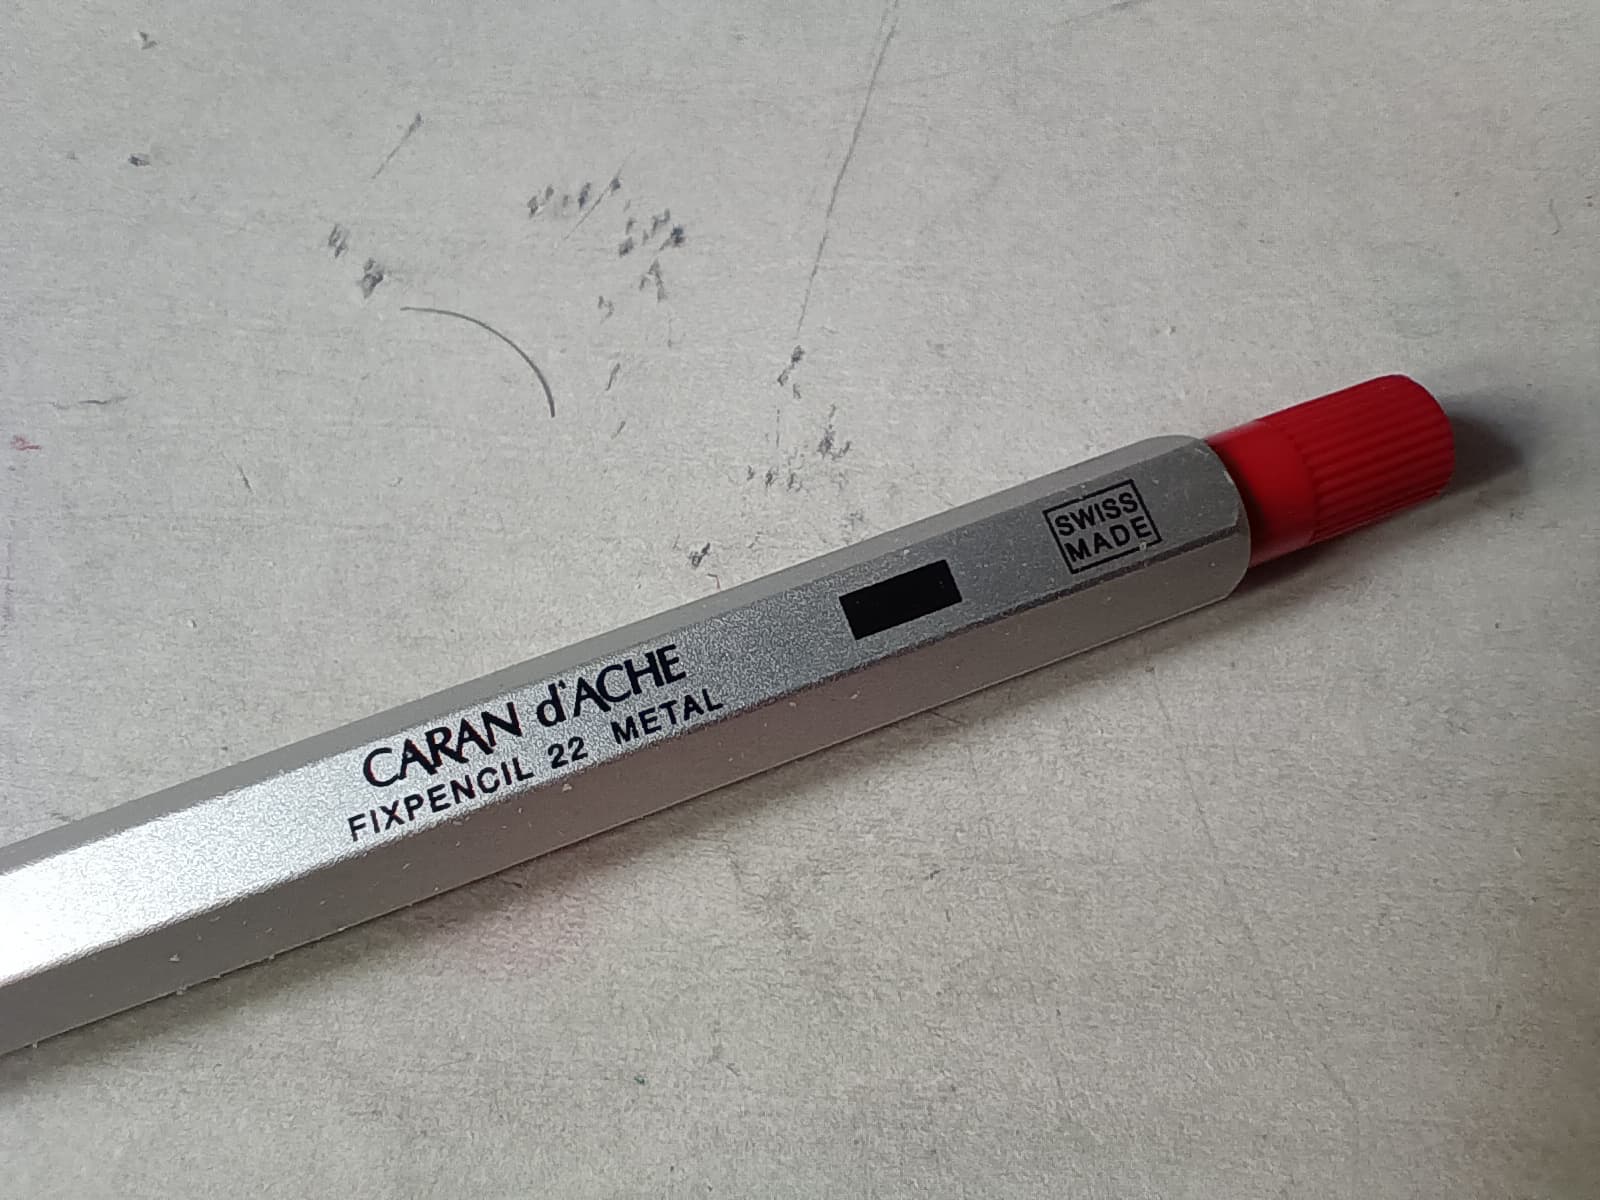 CARAN d'ACHE
FIXPENCIL 22 METAL
SWISS
MADE